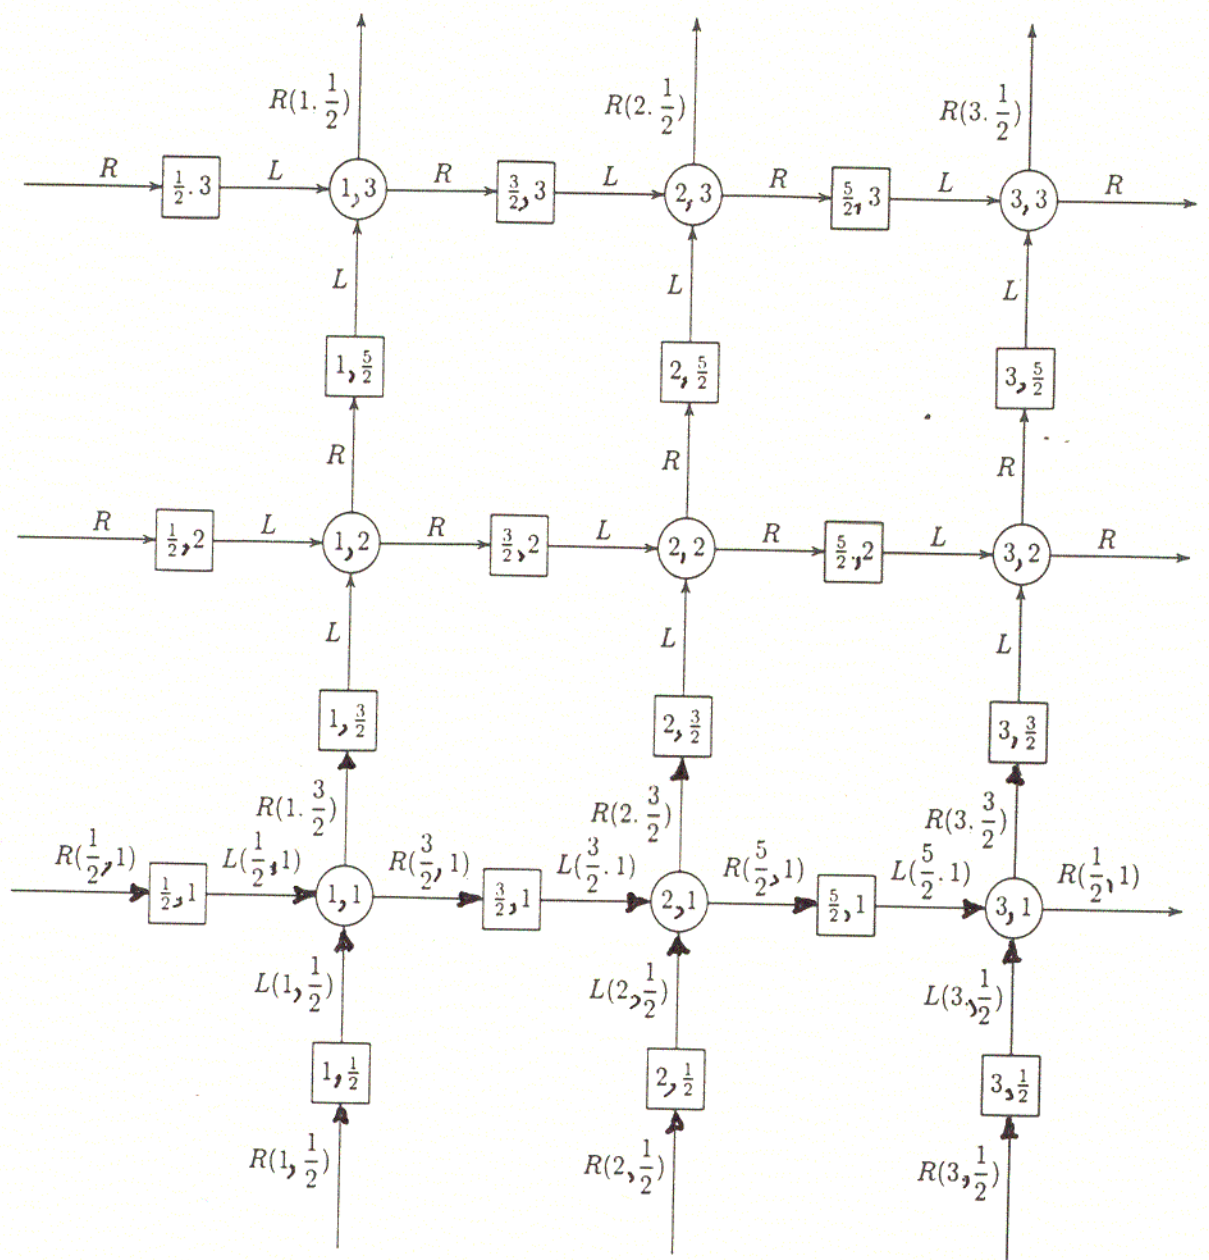 R(1.1/2) R(2.1/2) R(3.1/2)
R L R L R L R
1/2.3 1,3 3/2,3 2,3 5/2,3 3,3
L L L
1,5/2 2,5/2 3,5/2
R R R
R L R L R L R
1/2,2 1,2 3/2,2 2,2 5/2,2 3,2
L L L
1,3/2 2,3/2 3,3/2
R(1.3/2) R(2.3/2) R(3.3/2)
R(1/2,1) L(1/2,1) R(3/2,1) L(3/2.1) R(5/2,1) L(5/2.1) R(1/2,1)
1/2,1 1,1 3/2,1 2,1 5/2,1 3,1
L(1,1/2) L(2,1/2) L(3,1/2)
1,1/2 2,1/2 3,1/2
R(1,1/2) R(2,1/2) R(3,1/2)